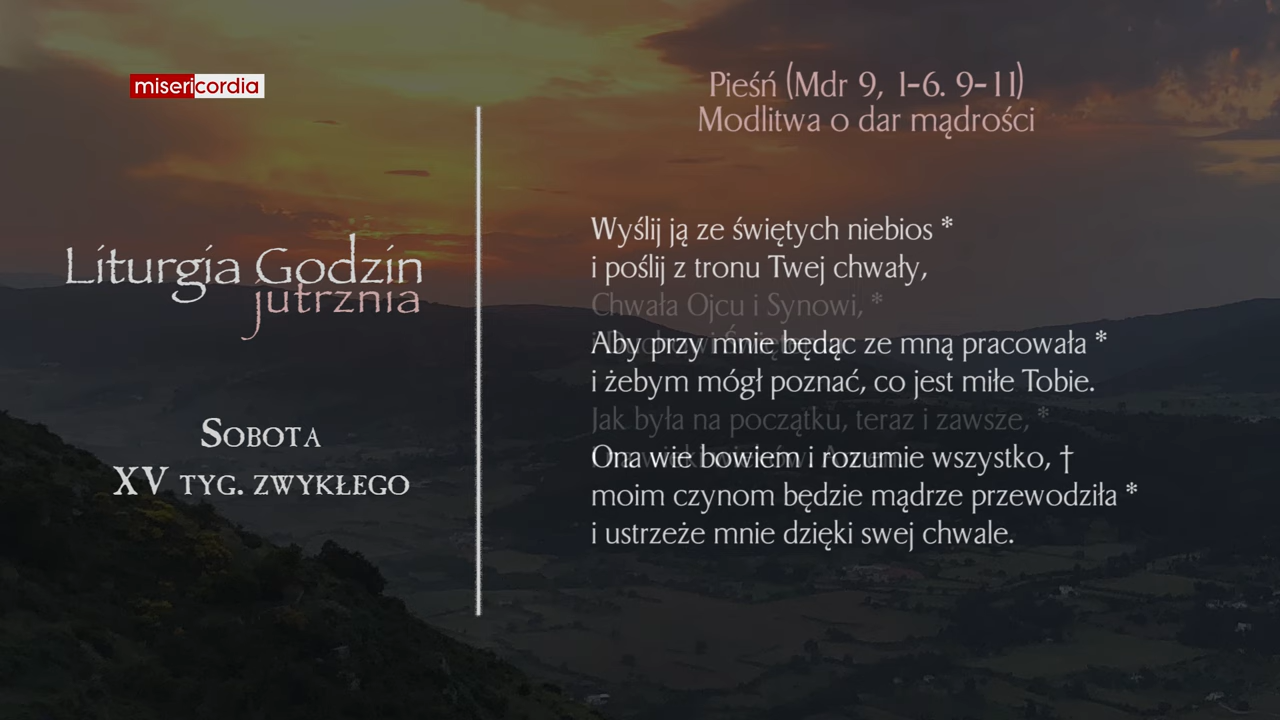 misericordia
Pieśń (Mdr 9, 1-6. 9-11)
Modlitwa o dar mądrości
Liturgia Godzin
jutrznia
Sobota
XV tyg. zwykłego
Wyślij ją ze świętych niebios *
i poślij z tronu Twej chwały,
Chwała Ojcu i Synowi, *
Aby przy mnie będąc ze mną pracowała *
i żebym mógł poznać, co jest miłe Tobie.
Jak była na początku, teraz i zawsze, *
Ona wie bowiem i rozumie wszystko, †
moim czynom będzie mądrze przewodziła *
i ustrzeże mnie dzięki swej chwale.